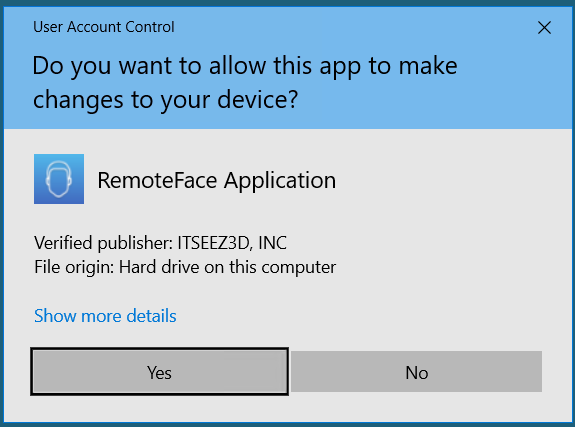 User Account Control
Do you want to allow this app to make
changes to your device?
RemoteFace Application
Verified publisher: ITSEEZ3D, INC
File origin: Hard drive on this computer
Show more details
Yes
No